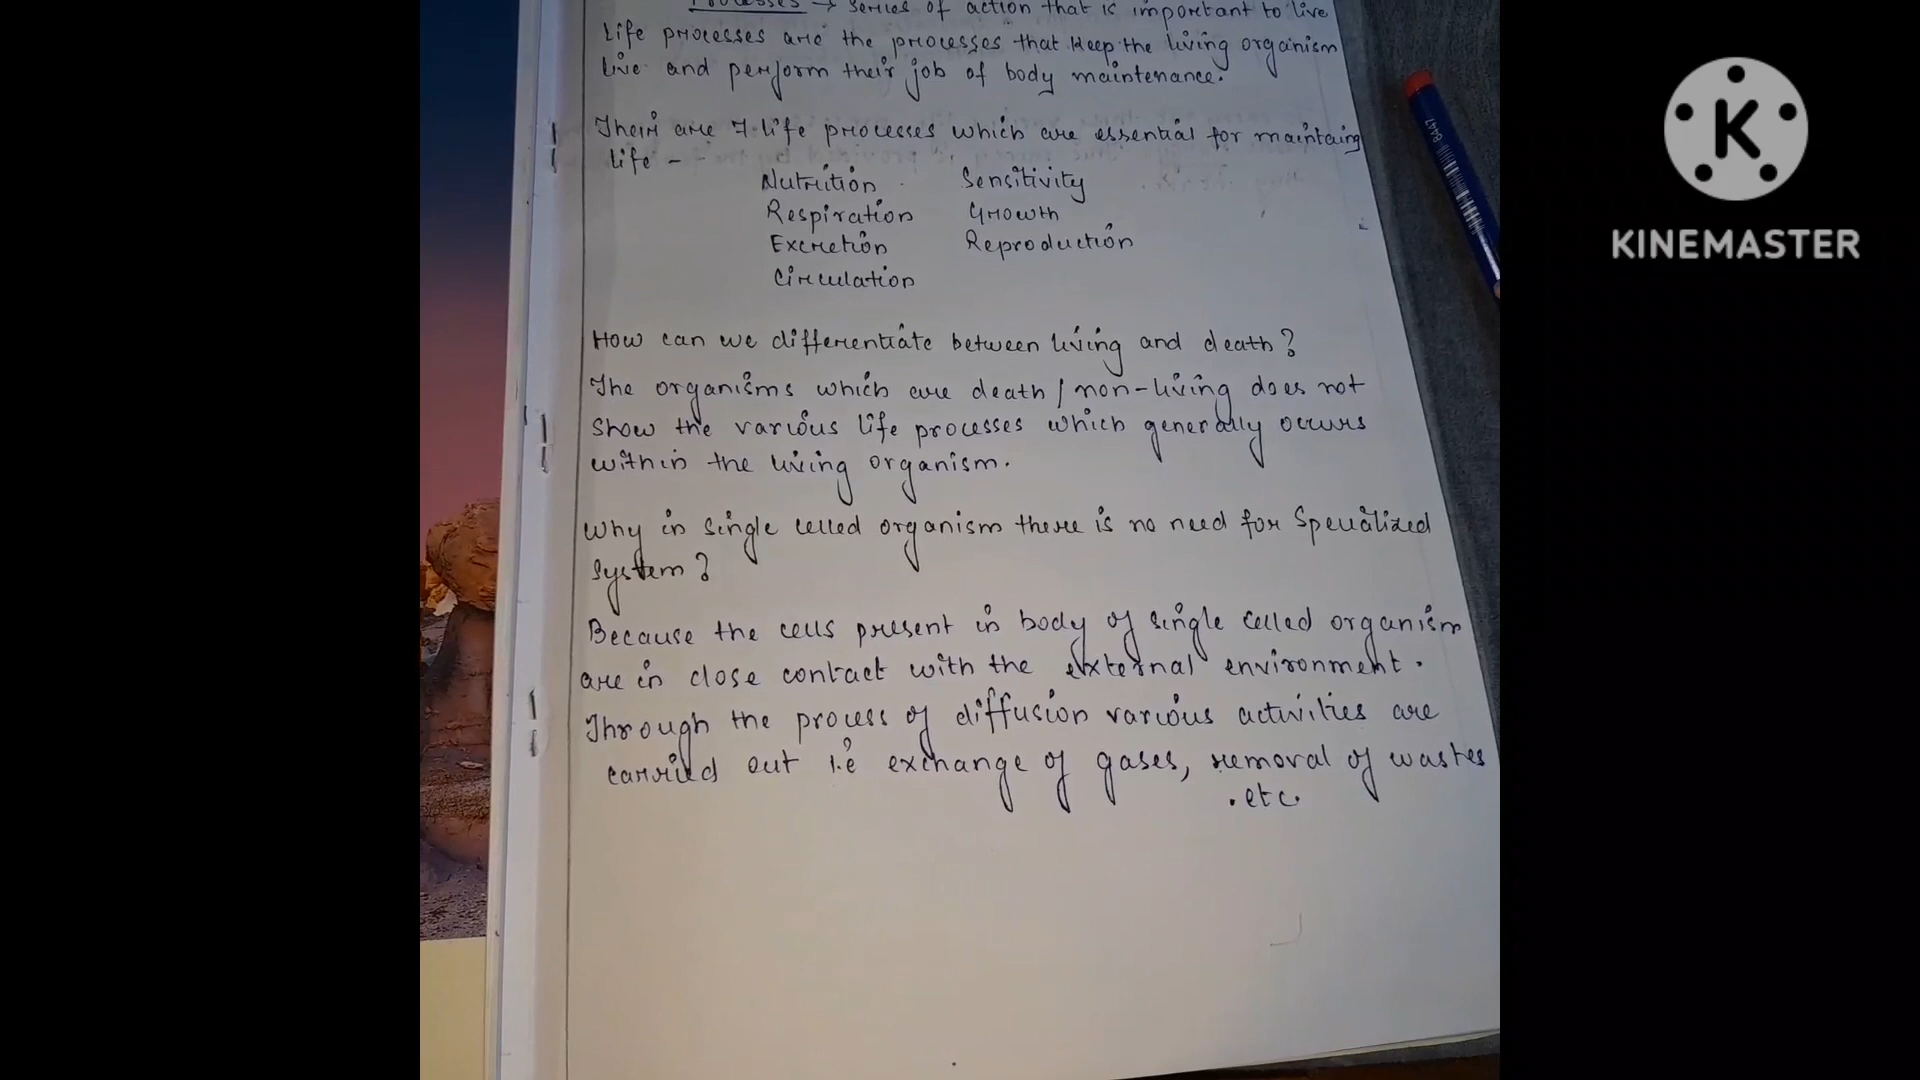 Processes → Series of action that is important to live
Life processes are the processes that keep the living organism
live and perform their job of body maintenance.
Their are 7 life processes which are essential for maintaing
life -
Nutrition Sensitivity
Respiration Growth
Excretion Reproduction
Circulation
How can we differentiate between living and death?
The organisms which are death / non-living does not
Show the various life processes which generally occurs
within the living organism.
Why in single celled organism there is no need for Specialized
System?
Because the cells present in body of single celled organism
are in close contact with the external environment.
Through the process of diffusion various activities are
carried out i.e exchange of gases, removal of wastes
.etc.
8447
K
KINEMASTER